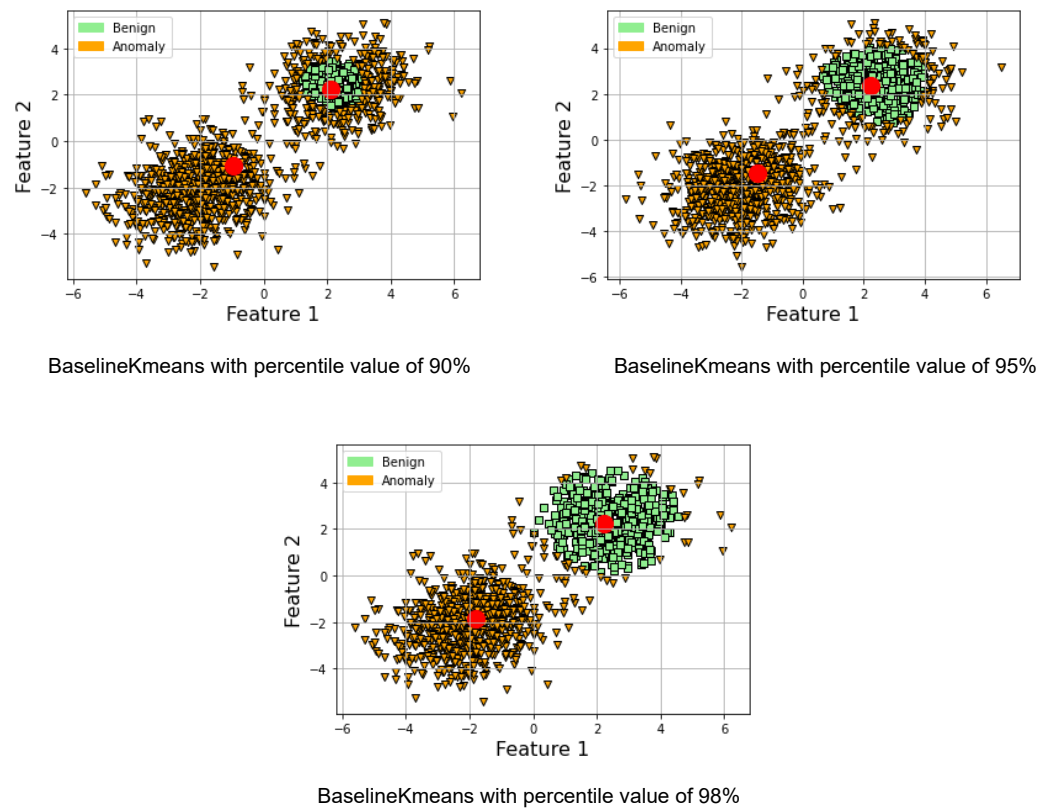 Benign
Anomaly
4
2
0
−2
−4
Feature 2
−6 −4 −2 0 2 4 6
Feature 1
BaselineKmeans with percentile value of 90%
Benign
Anomaly
4
2
0
−2
−4
−6
Feature 2
−6 −4 −2 0 2 4 6
Feature 1
BaselineKmeans with percentile value of 95%
Benign
Anomaly
4
2
0
−2
−4
Feature 2
−6 −4 −2 0 2 4 6
Feature 1
BaselineKmeans with percentile value of 98%